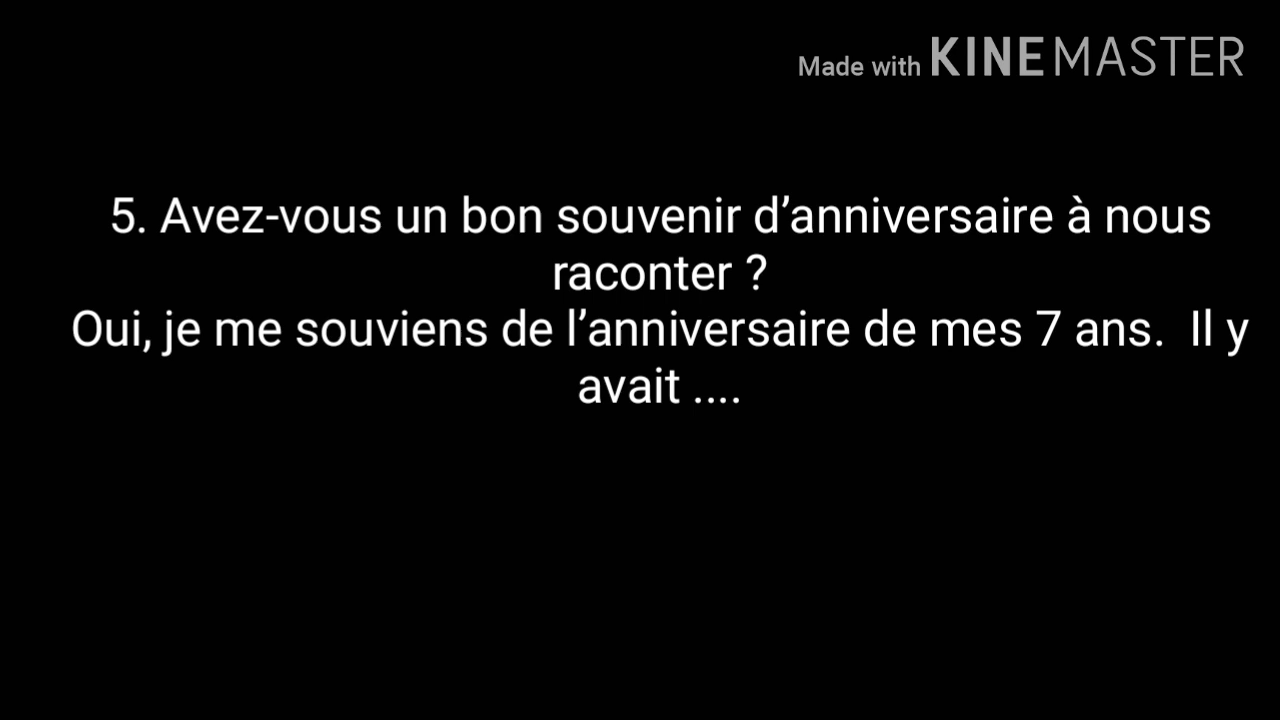 Made with KINEMASTER
5. Avez-vous un bon souvenir d’anniversaire à nous
raconter ?
Oui, je me souviens de l’anniversaire de mes 7 ans.  Il y
avait ....